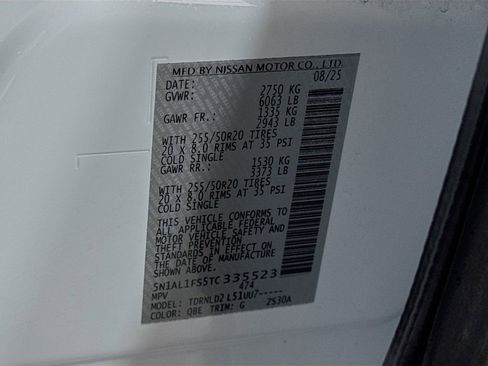 MFD BY NISSAN MOTOR CO., LTD.
DATE: 08/25
GVWR: 2750 KG
6063 LB
GAWR FR.: 1335 KG
2943 LB
WITH 255/50R20 TIRES
20 X 8.0 RIMS AT 35 PSI
COLD SINGLE
GAWR RR.: 1530 KG
3373 LB
WITH 255/50R20 TIRES
20 X 8.0 RIMS AT 35 PSI
COLD SINGLE
THIS VEHICLE CONFORMS TO
ALL APPLICABLE FEDERAL
MOTOR VEHICLE SAFETY AND
THEFT PREVENTION
STANDARDS IN EFFECT ON
THE DATE OF MANUFACTURE
SHOWN ABOVE.
5N1AL1FS5TC335523
MPV 474
MODEL: TDRNLD2L51UU7-----
COLOR: QBE TRIM: G 2S30A